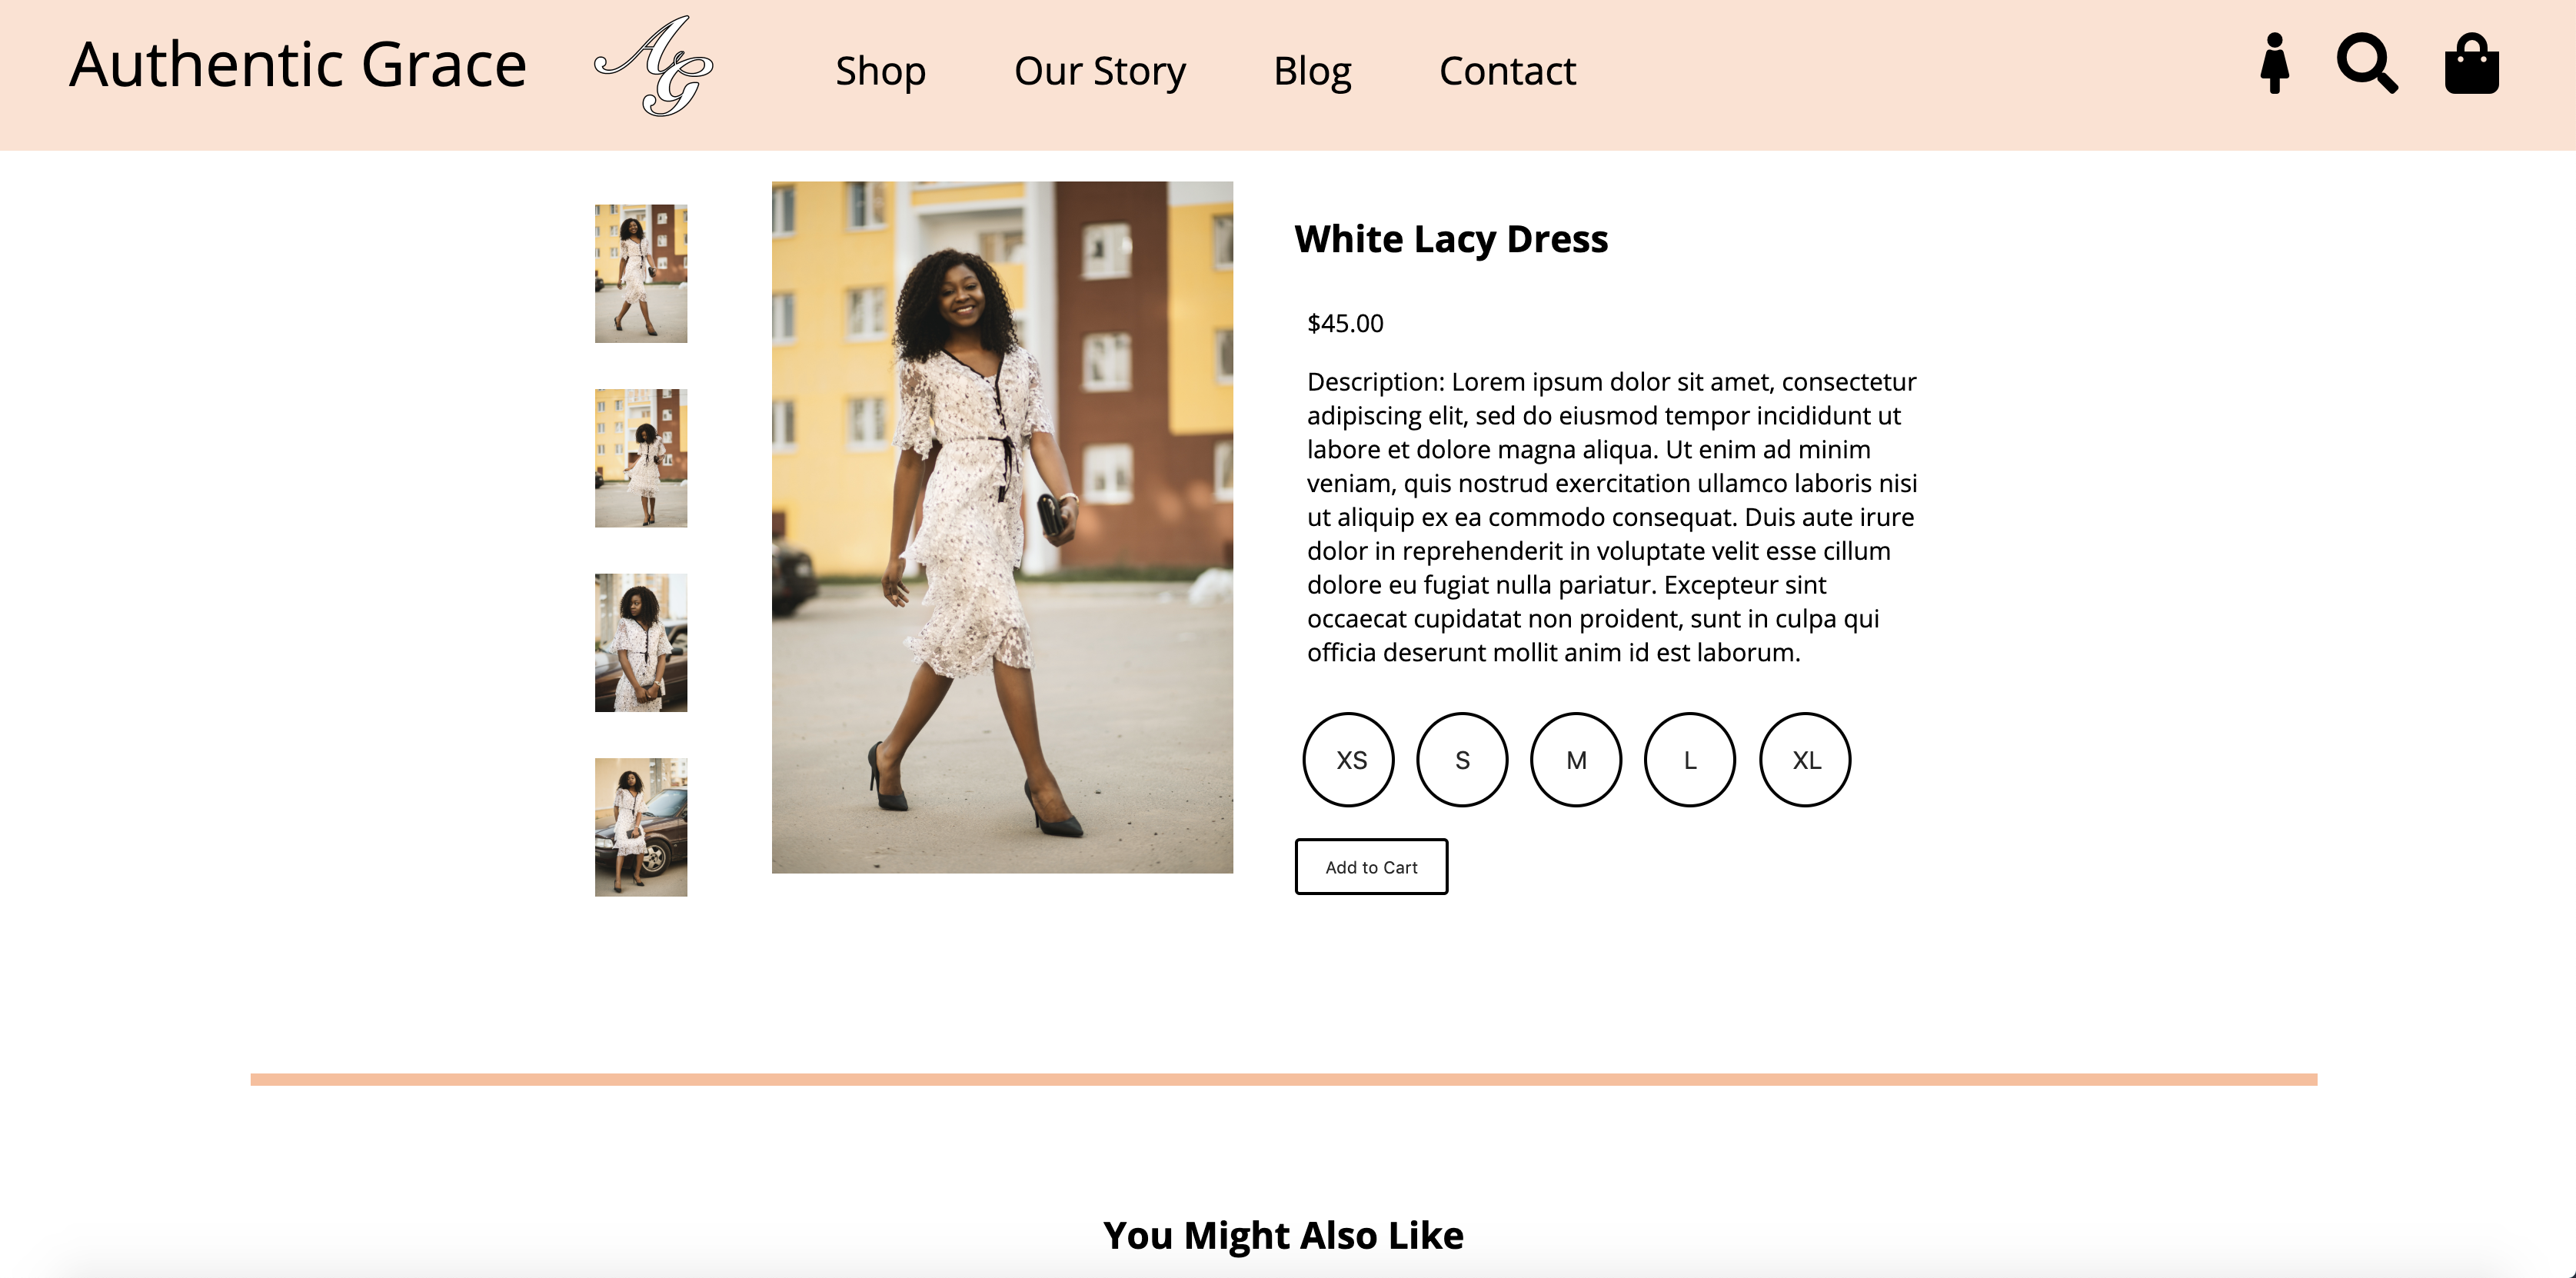 Authentic Grace
AG
Shop
Our Story
Blog
Contact
White Lacy Dress
$45.00
Description: Lorem ipsum dolor sit amet, consectetur
adipiscing elit, sed do eiusmod tempor incididunt ut
labore et dolore magna aliqua. Ut enim ad minim
veniam, quis nostrud exercitation ullamco laboris nisi
ut aliquip ex ea commodo consequat. Duis aute irure
dolor in reprehenderit in voluptate velit esse cillum
dolore eu fugiat nulla pariatur. Excepteur sint
occaecat cupidatat non proident, sunt in culpa qui
officia deserunt mollit anim id est laborum.
XS
S
M
L
XL
Add to Cart
You Might Also Like